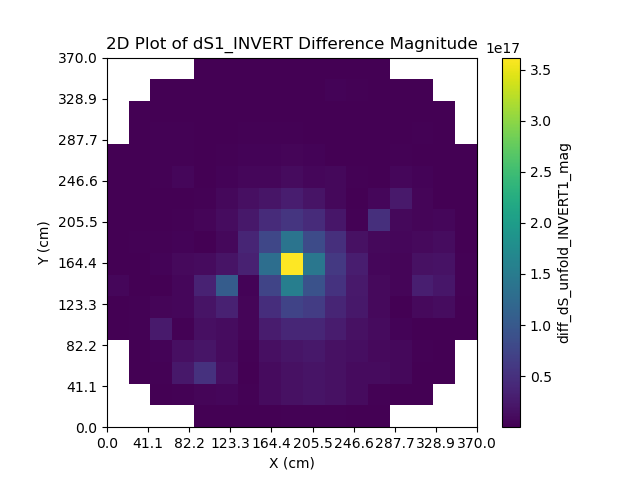 2D Plot of dS1_INVERT Difference Magnitude
1e17
370.0
328.9
287.7
246.6
205.5
164.4
123.3
82.2
41.1
0.0
Y (cm)
0.0 41.1 82.2 123.3 164.4 205.5 246.6 287.7 328.9 370.0
X (cm)
3.5
3.0
2.5
2.0
1.5
1.0
0.5
diff_dS_unfold_INVERT1_mag